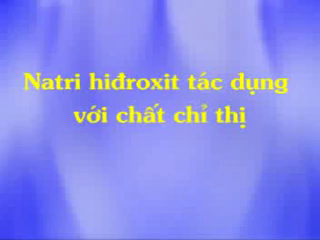 Natri hiđroxit tác dụng
với chất chỉ thị